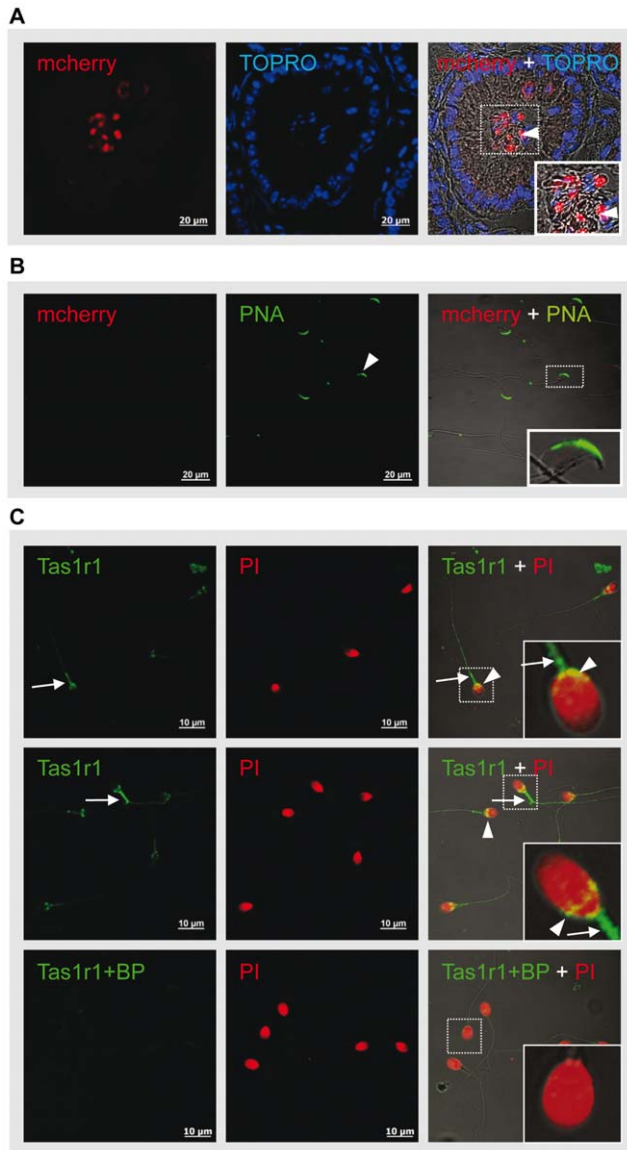 A
mcherry
20 µm
TOPRO
20 µm
mcherry + TOPRO
B
mcherry
20 µm
PNA
20 µm
mcherry + PNA
C
Tas1r1
10 µm
PI
10 µm
Tas1r1 + PI
Tas1r1
10 µm
PI
10 µm
Tas1r1 + PI
Tas1r1+BP
10 µm
PI
10 µm
Tas1r1+BP + PI